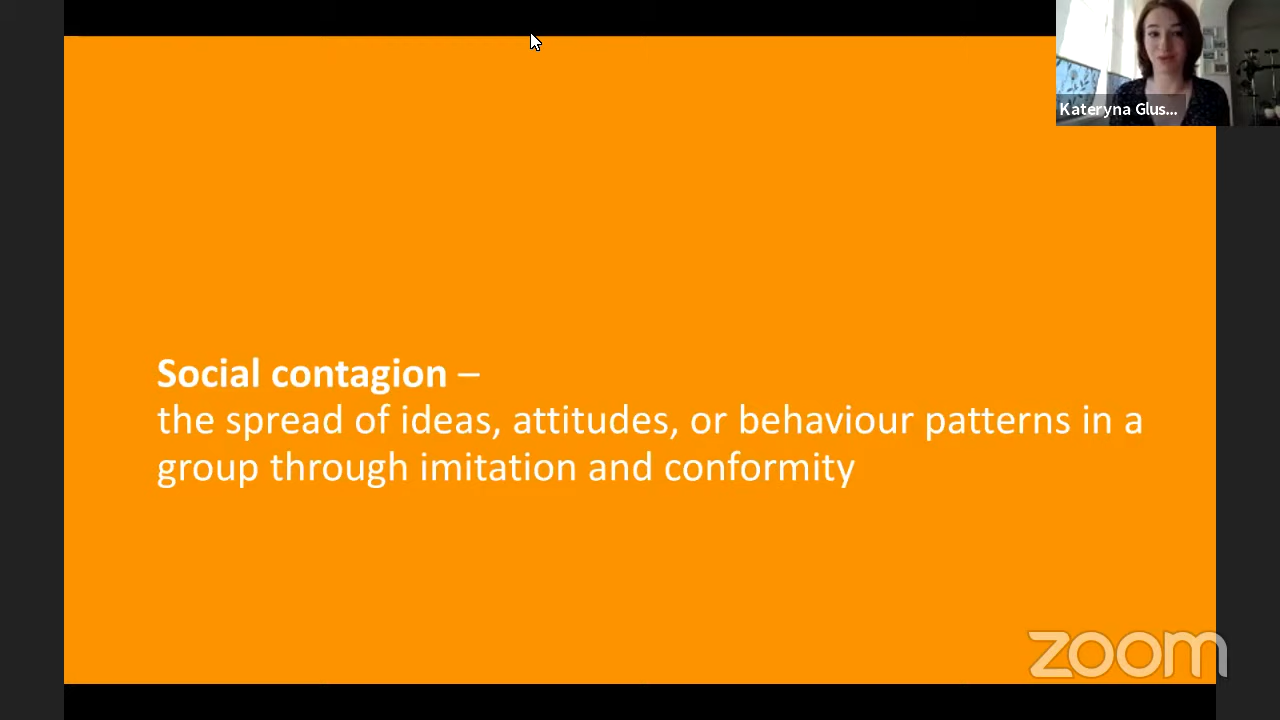 Kateryna Glus...
Social contagion –
the spread of ideas, attitudes, or behaviour patterns in a
group through imitation and conformity
zoom